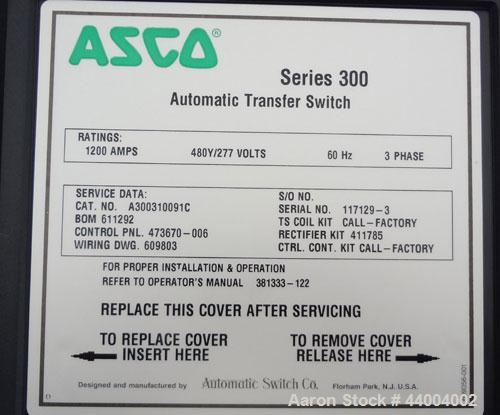 ASCO®
Series 300
Automatic Transfer Switch
RATINGS:
1200 AMPS 480Y/277 VOLTS 60 Hz 3 PHASE
SERVICE DATA:
CAT. NO. A300310091C
BOM 611292
CONTROL PNL. 473670-006
WIRING DWG. 609803
S/O NO.
SERIAL NO. 117129-3
TS COIL KIT CALL-FACTORY
RECTIFIER KIT 411785
CTRL. CONT. KIT CALL-FACTORY
FOR PROPER INSTALLATION & OPERATION
REFER TO OPERATOR'S MANUAL 381333-122
REPLACE THIS COVER AFTER SERVICING
TO REPLACE COVER
INSERT HERE
TO REMOVE COVER
RELEASE HERE
Designed and manufactured by Automatic Switch Co. Florham Park, N.J. U.S.A.
Aaron Stock # 44004002